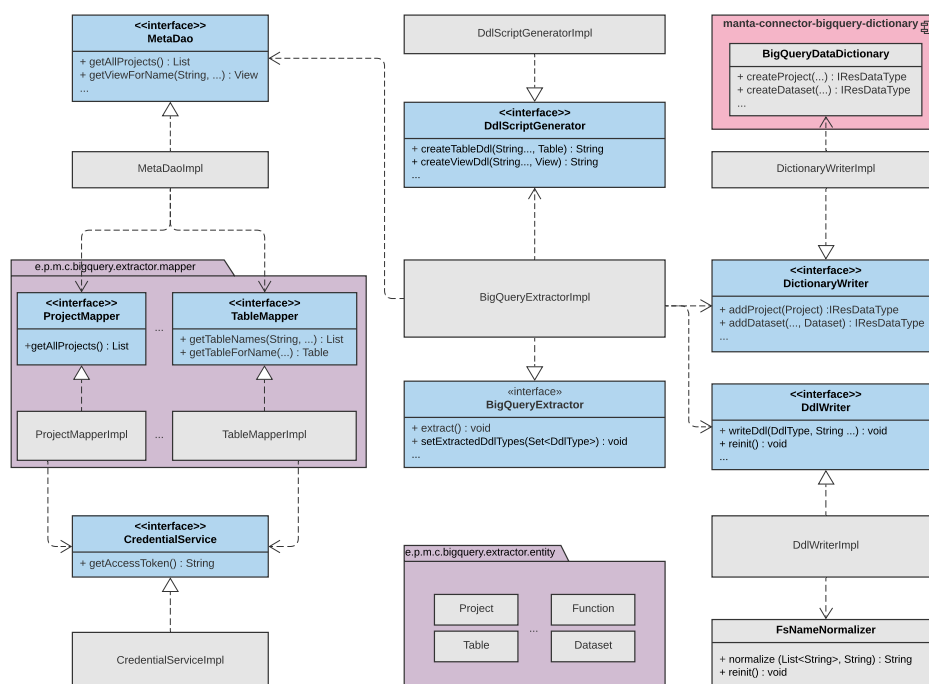 <<interface>>
MetaDao
+ getAllProjects() : List
+ getViewForName(String, ...) : View
...
MetaDaoImpl
e.p.m.c.bigquery.extractor.mapper
<<interface>>
ProjectMapper
+getAllProjects() : List
...
<<interface>>
TableMapper
+ getTableNames(String, ...) : List
+ getTableForName(...) : Table
ProjectMapperImpl
...
TableMapperImpl
<<interface>>
CredentialService
+ getAccessToken() : String
CredentialServiceImpl
DdlScriptGeneratorImpl
<<interface>>
DdlScriptGenerator
+ createTableDdl(String..., Table) : String
+ createViewDdl(String..., View) : String
...
BigQueryExtractorImpl
«interface»
BigQueryExtractor
+ extract() : void
+ setExtractedDdlTypes(Set<DdlType>) : void
...
e.p.m.c.bigquery.extractor.entity
Project
Function
...
Table
Dataset
manta-connector-bigquery-dictionary
BigQueryDataDictionary
+ createProject(...) : IResDataType
+ createDataset(...) : IResDataType
...
DictionaryWriterImpl
<<interface>>
DictionaryWriter
+ addProject(Project) :IResDataType
+ addDataset(..., Dataset) : IResDataType
...
<<interface>>
DdlWriter
+ writeDdl(DdlType, String ...) : void
+ reinit() : void
...
DdlWriterImpl
FsNameNormalizer
+ normalize (List<String>, String) : String
+ reinit() : void